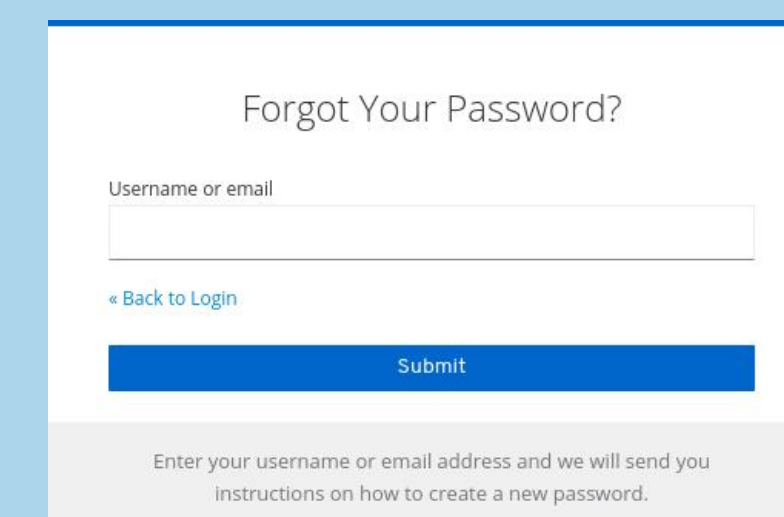 Forgot Your Password?
Username or email
« Back to Login
Submit
Enter your username or email address and we will send you
instructions on how to create a new password.